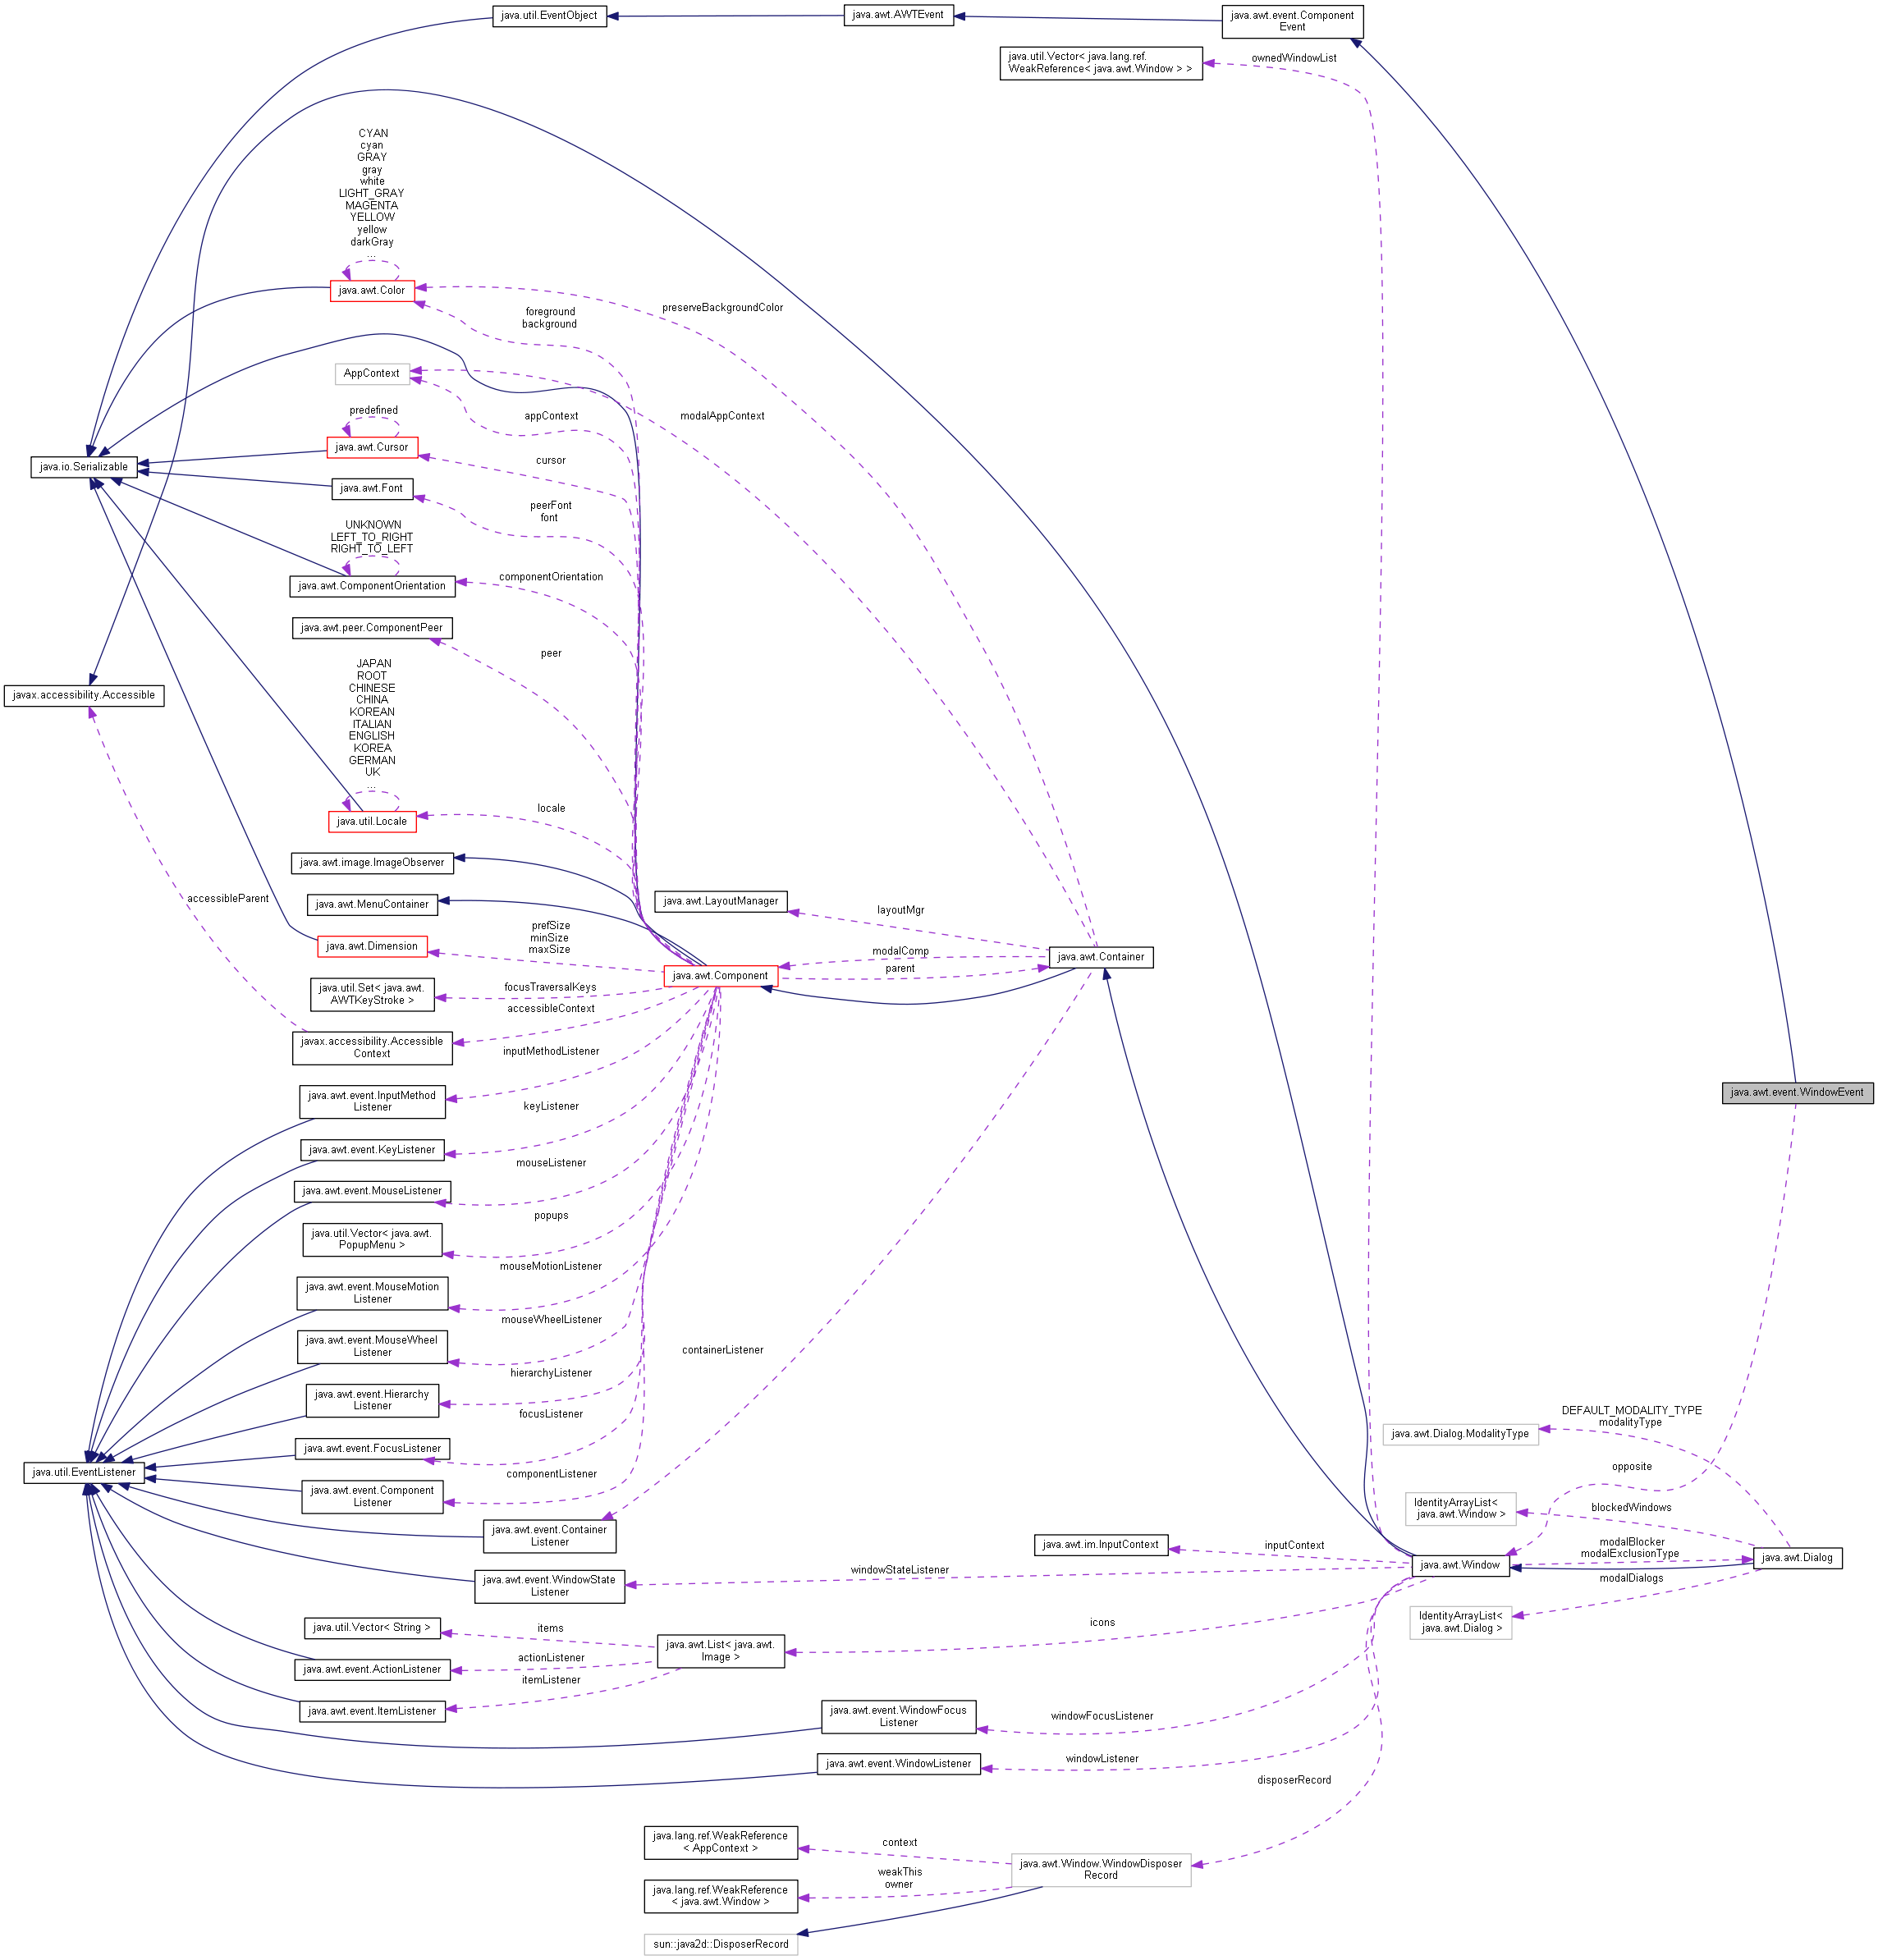 java.util.EventObject
java.awt.AWTEvent
java.awt.event.Component
Event
java.util.Vector< java.lang.ref.
WeakReference< java.awt.Window > >
ownedWindowList
CYAN
cyan
GRAY
gray
white
LIGHT_GRAY
MAGENTA
YELLOW
yellow
darkGray
...
java.awt.Color
foreground
background
preserveBackgroundColor
AppContext
appContext
modalAppContext
predefined
java.awt.Cursor
cursor
java.io.Serializable
java.awt.Font
peerFont
font
UNKNOWN
LEFT_TO_RIGHT
RIGHT_TO_LEFT
java.awt.ComponentOrientation
componentOrientation
java.awt.peer.ComponentPeer
peer
javax.accessibility.Accessible
JAPAN
ROOT
CHINESE
CHINA
KOREAN
ITALIAN
ENGLISH
KOREA
GERMAN
UK
...
java.util.Locale
locale
java.awt.image.ImageObserver
java.awt.MenuContainer
accessibleParent
java.awt.LayoutManager
layoutMgr
java.awt.Dimension
prefSize
minSize
maxSize
java.awt.Component
modalComp
parent
java.awt.Container
java.util.Set< java.awt.
AWTKeyStroke >
focusTraversalKeys
accessibleContext
javax.accessibility.Accessible
Context
inputMethodListener
java.awt.event.InputMethod
Listener
keyListener
java.awt.event.WindowEvent
java.awt.event.KeyListener
mouseListener
java.awt.event.MouseListener
popups
java.util.Vector< java.awt.
PopupMenu >
mouseMotionListener
java.awt.event.MouseMotion
Listener
mouseWheelListener
java.awt.event.MouseWheel
Listener
containerListener
hierarchyListener
java.awt.event.Hierarchy
Listener
focusListener
java.awt.event.FocusListener
DEFAULT_MODALITY_TYPE
modalityType
java.awt.Dialog.ModalityType
java.util.EventListener
componentListener
java.awt.event.Component
Listener
opposite
IdentityArrayList<
java.awt.Window >
blockedWindows
java.awt.event.Container
Listener
java.awt.im.InputContext
inputContext
java.awt.Window
modalBlocker
modalExclusionType
java.awt.Dialog
java.awt.event.WindowState
Listener
windowStateListener
modalDialogs
IdentityArrayList<
java.awt.Dialog >
java.util.Vector< String >
items
java.awt.List< java.awt.
Image >
icons
actionListener
java.awt.event.ActionListener
itemListener
java.awt.event.ItemListener
java.awt.event.WindowFocus
Listener
windowFocusListener
java.awt.event.WindowListener
windowListener
disposerRecord
java.lang.ref.WeakReference
< AppContext >
context
java.awt.Window.WindowDisposer
Record
weakThis
owner
java.lang.ref.WeakReference
< java.awt.Window >
sun::java2d::DisposerRecord